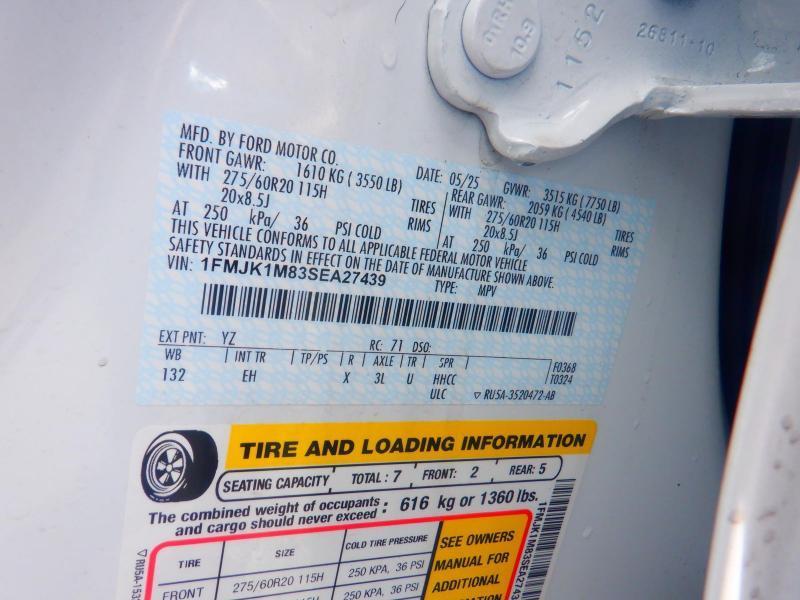 1152
26811-10
10.9
MFD. BY FORD MOTOR CO.
DATE: 05/25 GVWR: 3515 KG (7750 LB)
FRONT GAWR: 1610 KG (3550 LB) REAR GAWR: 2059 KG (4540 LB)
WITH 275/60R20 115H TIRES WITH 275/60R20 115H TIRES
20x8.5J RIMS 20x8.5J RIMS
AT 250 kPa/ 36 PSI COLD AT 250 kPa/ 36 PSI COLD
THIS VEHICLE CONFORMS TO ALL APPLICABLE FEDERAL MOTOR VEHICLE
SAFETY STANDARDS IN EFFECT ON THE DATE OF MANUFACTURE SHOWN ABOVE.
VIN: 1FMJK1M83SEA27439
TYPE: MPV
EXT PNT: YZ RC: 71 DSO:
WB INT TR TP/PS R AXLE TR SPR F0368
132 EH X 3L U HHCC T0324
ULC ▽ RU5A-3520472-AB
TIRE AND LOADING INFORMATION
SEATING CAPACITY TOTAL : 7 FRONT: 2 REAR: 5
The combined weight of occupants
and cargo should never exceed : 616 kg or 1360 lbs.
TIRE SIZE COLD TIRE PRESSURE SEE OWNERS
MANUAL FOR
ADDITIONAL
FRONT 275/60R20 115H 250 KPA, 36 PSI
1FMJK1M83SEA27439